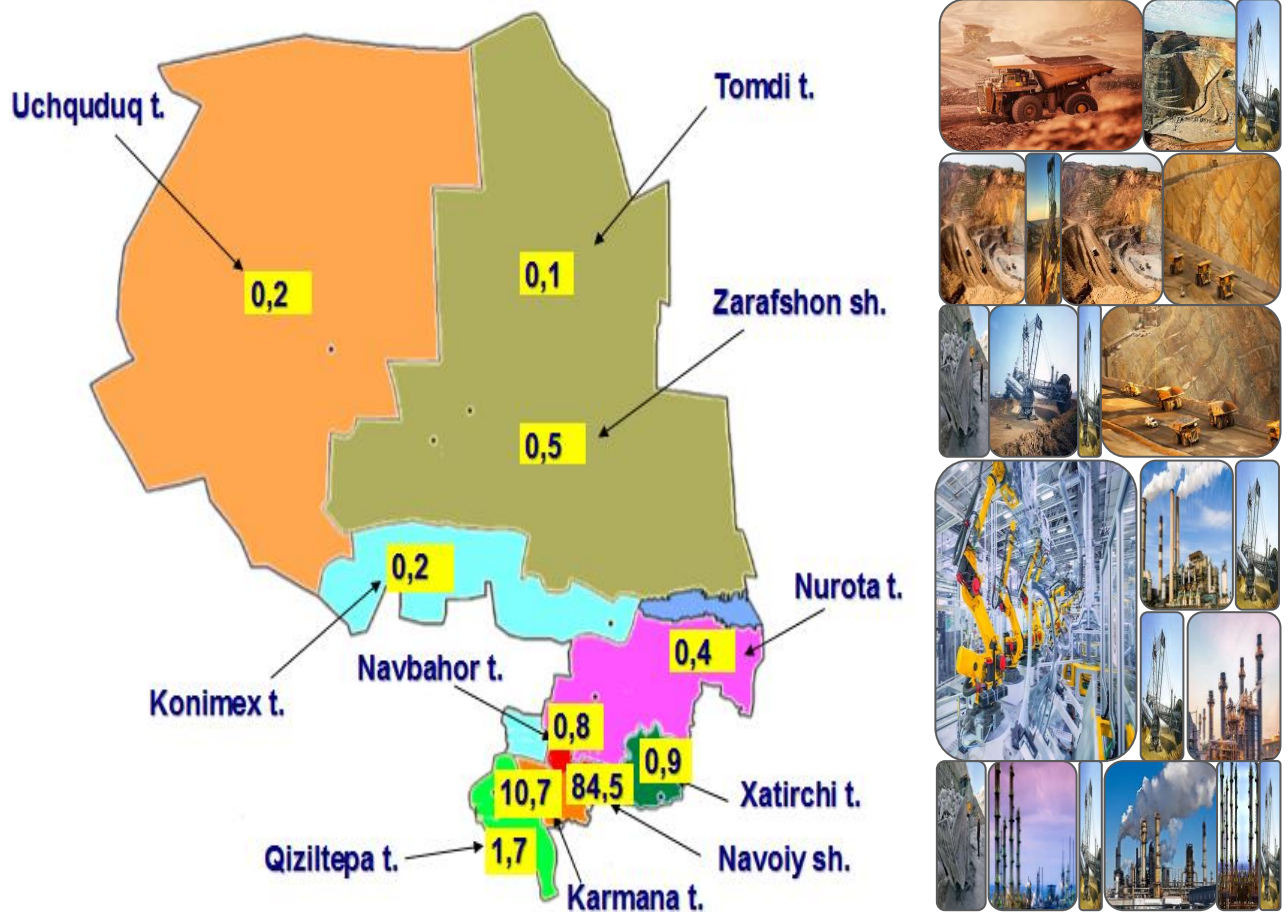 Tomdi t.
Uchquduq t.
0,1
0,2
Zarafshon sh.
0,5
0,2
Nurota t.
0,4
Navbahor t.
Konimex t.
0,8
0,9
10,7
84,5
Xatirchi t.
1,7
Qiziltepa t.
Navoiy sh.
Karmana t.